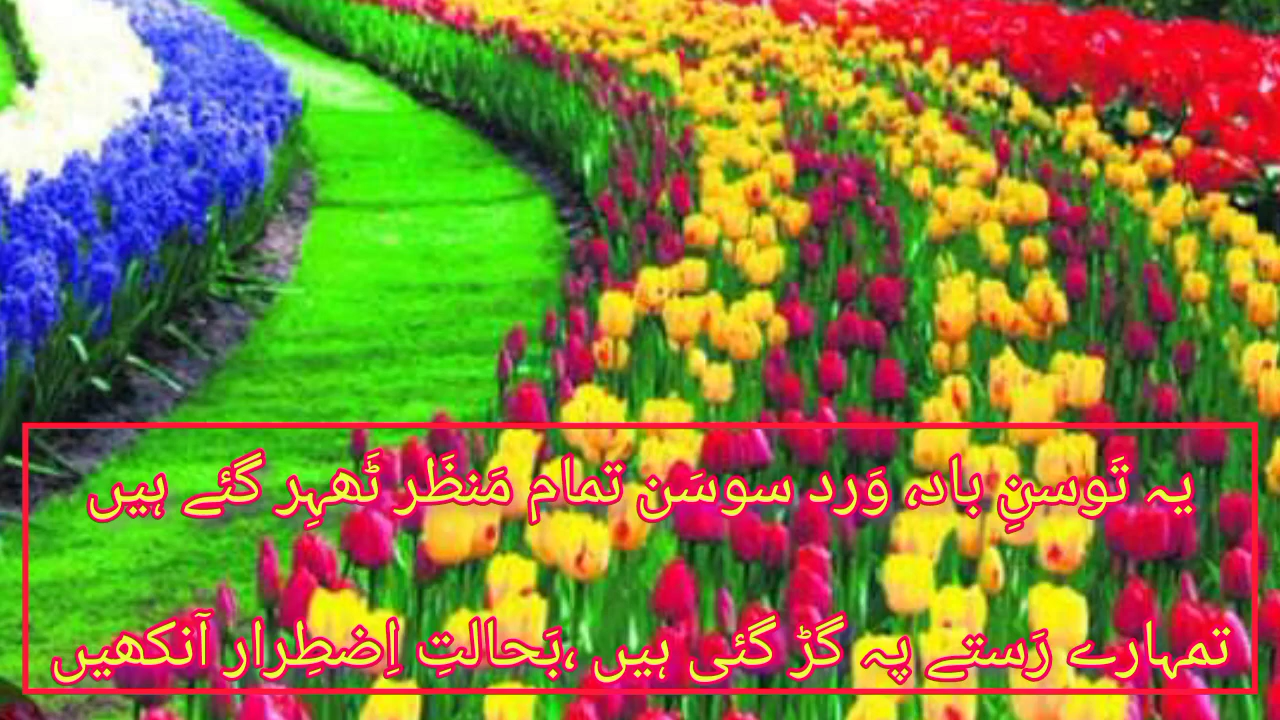 یہ تَوسنِ باد، وَرد سوسَن تمام مَنظَر ٹَھہِر گئے ہیں
تمہارے رَستے پہ گڑ گئی ہیں ،بَحالتِ اِضطِرار آنکھیں